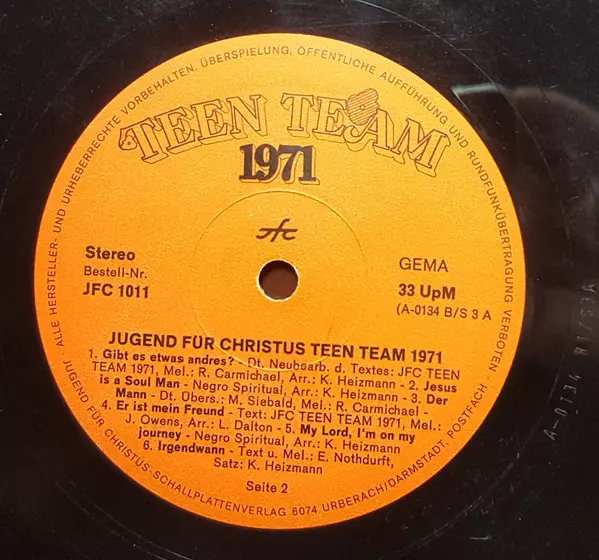 ALLE HERSTELLER- UND URHEBERRECHTE VORBEHALTEN. ÜBERSPIELUNG, ÖFFENTLICHE AUFFÜHRUNG UND RUNDFUNKÜBERTRAGUNG VERBOTEN
TEEN TEAM
1971
jfc
Stereo
Bestell-Nr.
JFC 1011
GEMA
33 UpM
(A-0134 B/S 3 A
JUGEND FÜR CHRISTUS TEEN TEAM 1971
1. Gibt es etwas andres? - Dt. Neubearb. d. Textes: JFC TEEN
TEAM 1971, Mel.: R. Carmichael, Arr.: K. Heizmann - 2. Jesus
is a Soul Man - Negro Spiritual, Arr.: K. Heizmann - 3. Der
Mann - Dt. Übers.: M. Siebald, Mel.: R. Carmichael -
4. Er ist mein Freund - Text: JFC TEEN TEAM 1971, Mel.:
J. Owens, Arr.: L. Dalton - 5. My Lord, I'm on my
journey - Negro Spiritual, Arr.: K. Heizmann
6. Irgendwann - Text u. Mel.: E. Nothdurft,
Satz: K. Heizmann
Seite 2
JUGEND FÜR CHRISTUS-SCHALLPLATTENVERLAG 6074 URBERACH/DARMSTADT, POSTFACH
A-0134 B1/S3A